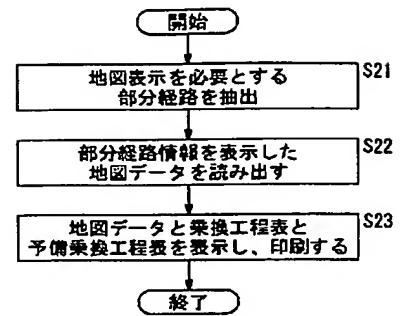 開始
S21
地図表示を必要とする
部分経路を抽出
S22
部分経路情報を表示した
地図データを読み出す
S23
地図データと乗換工程表と
予備乗換工程表を表示し、印刷する
終了